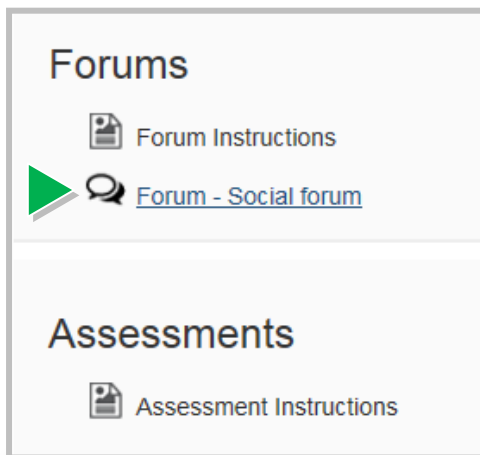 Forums
Forum Instructions
Forum - Social forum
Assessments
Assessment Instructions